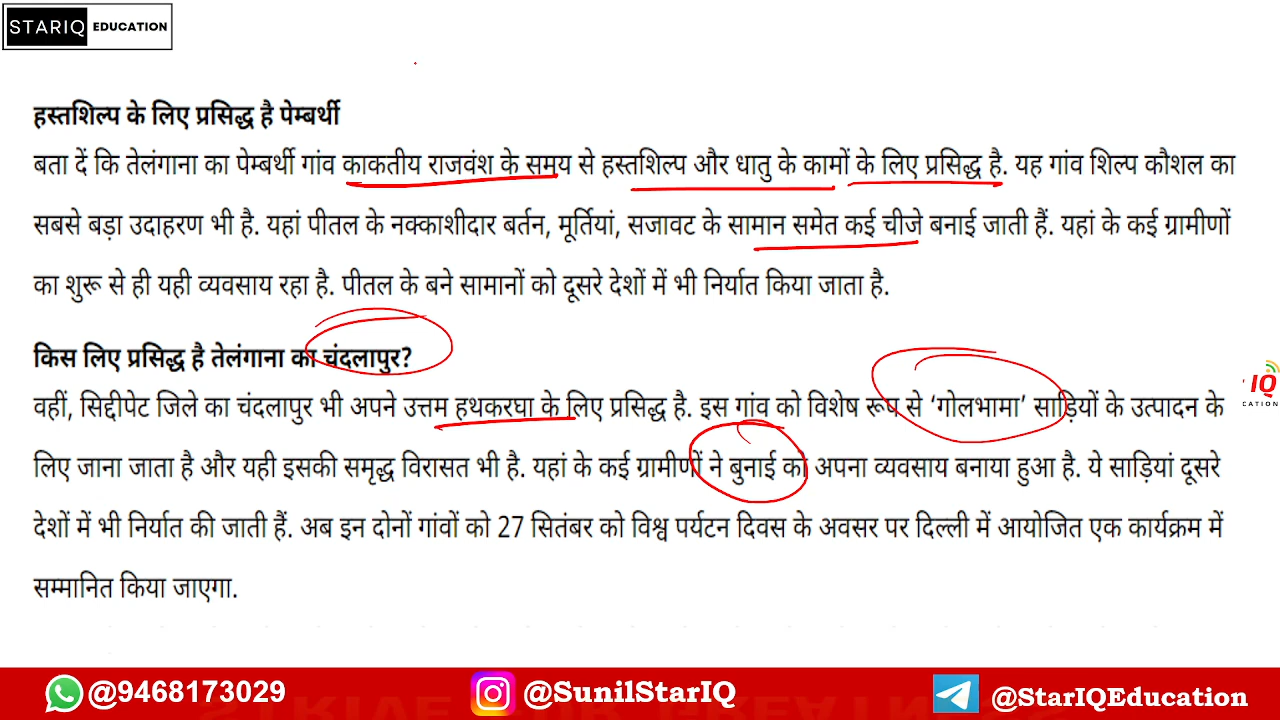 STARIQ EDUCATION
हस्तशिल्प के लिए प्रसिद्ध है पेम्बर्थी
बता दें कि तेलंगाना का पेम्बर्थी गांव काकतीय राजवंश के समय से हस्तशिल्प और धातु के कामों के लिए प्रसिद्ध है. यह गांव शिल्प कौशल का
सबसे बड़ा उदाहरण भी है. यहां पीतल के नक्काशीदार बर्तन, मूर्तियां, सजावट के सामान समेत कई चीजे बनाई जाती हैं. यहां के कई ग्रामीणों
का शुरू से ही यही व्यवसाय रहा है. पीतल के बने सामानों को दूसरे देशों में भी निर्यात किया जाता है.
किस लिए प्रसिद्ध है तेलंगाना का चंदलापुर?
वहीं, सिद्दीपेट जिले का चंदलापुर भी अपने उत्तम हथकरघा के लिए प्रसिद्ध है. इस गांव को विशेष रूप से ‘गोलभामा’ साड़ियों के उत्पादन के
लिए जाना जाता है और यही इसकी समृद्ध विरासत भी है. यहां के कई ग्रामीणों ने बुनाई को अपना व्यवसाय बनाया हुआ है. ये साड़ियां दूसरे
देशों में भी निर्यात की जाती हैं. अब इन दोनों गांवों को 27 सितंबर को विश्व पर्यटन दिवस के अवसर पर दिल्ली में आयोजित एक कार्यक्रम में
सम्मानित किया जाएगा.
IQ
CATION
@9468173029 @SunilStarIQ @StarIQEducation